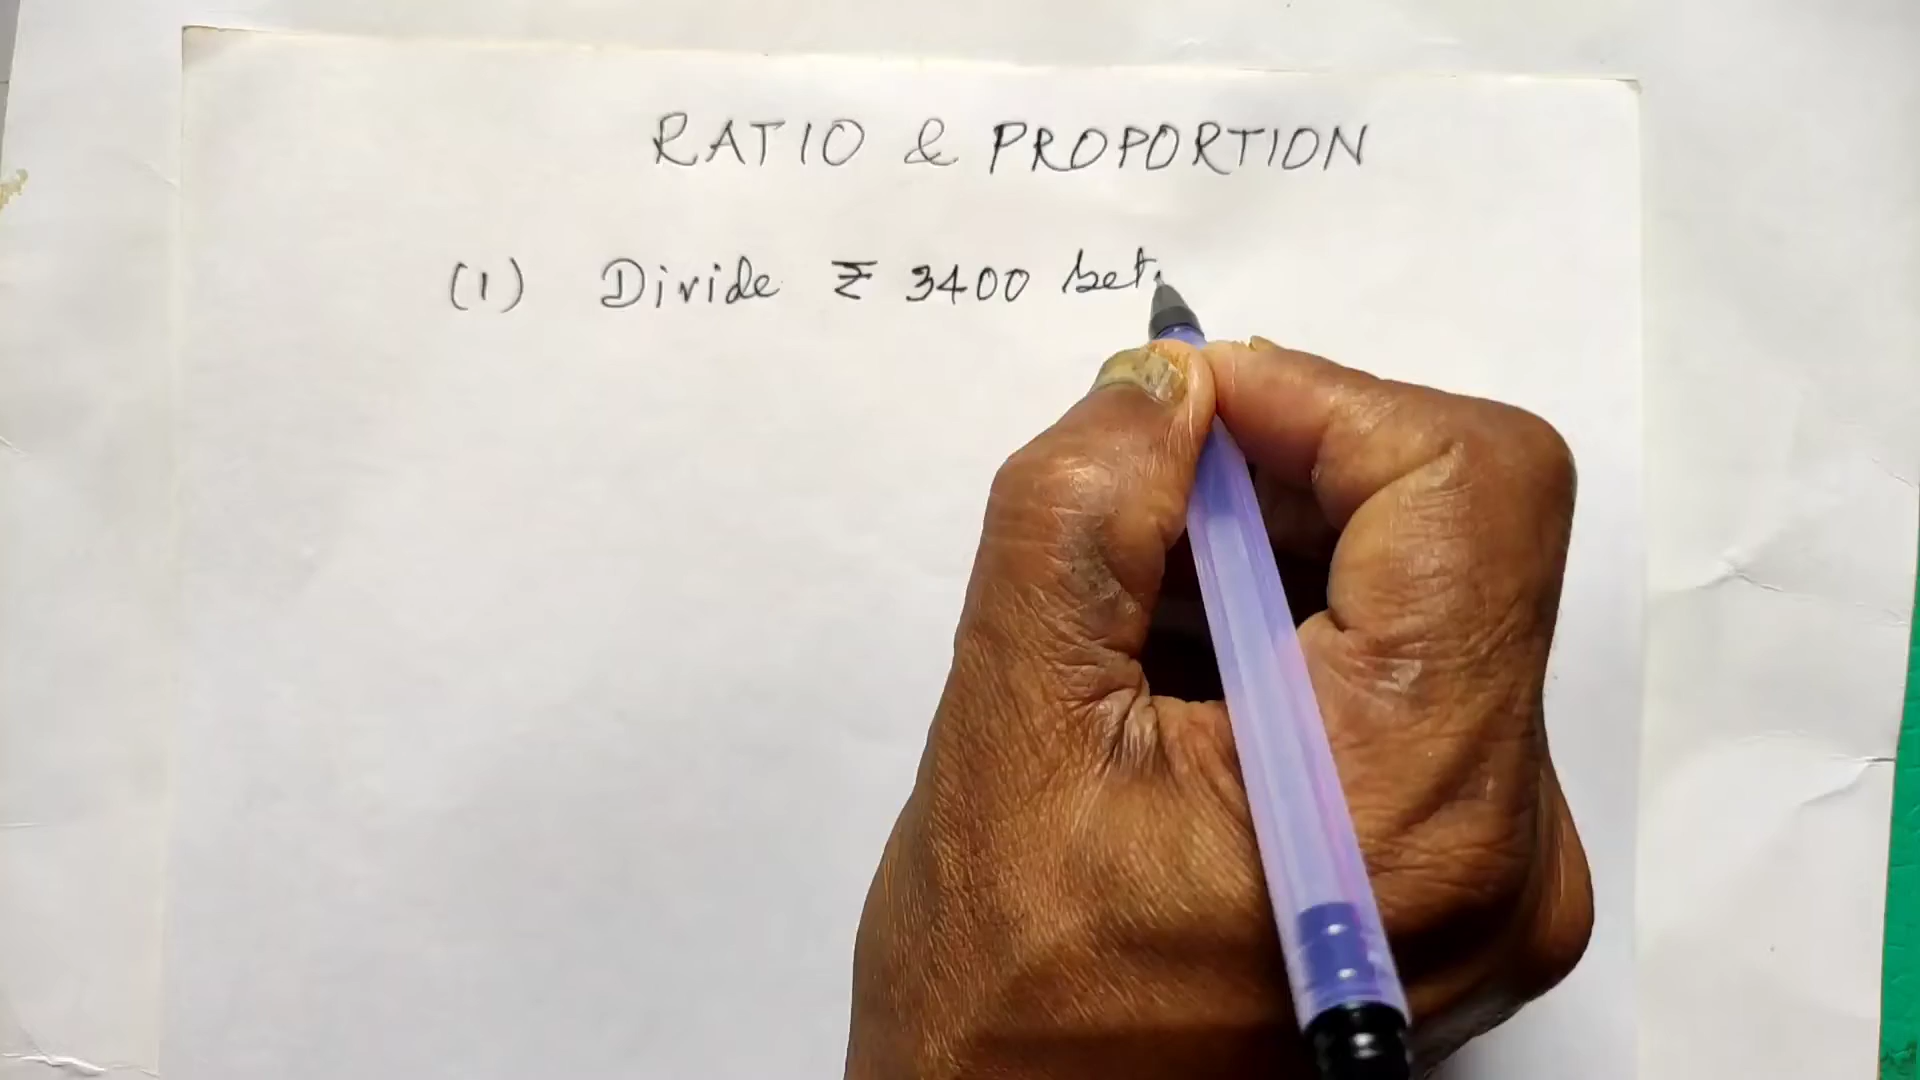 RATIO & PROPORTION
(1) Divide ₹ 3400 bet